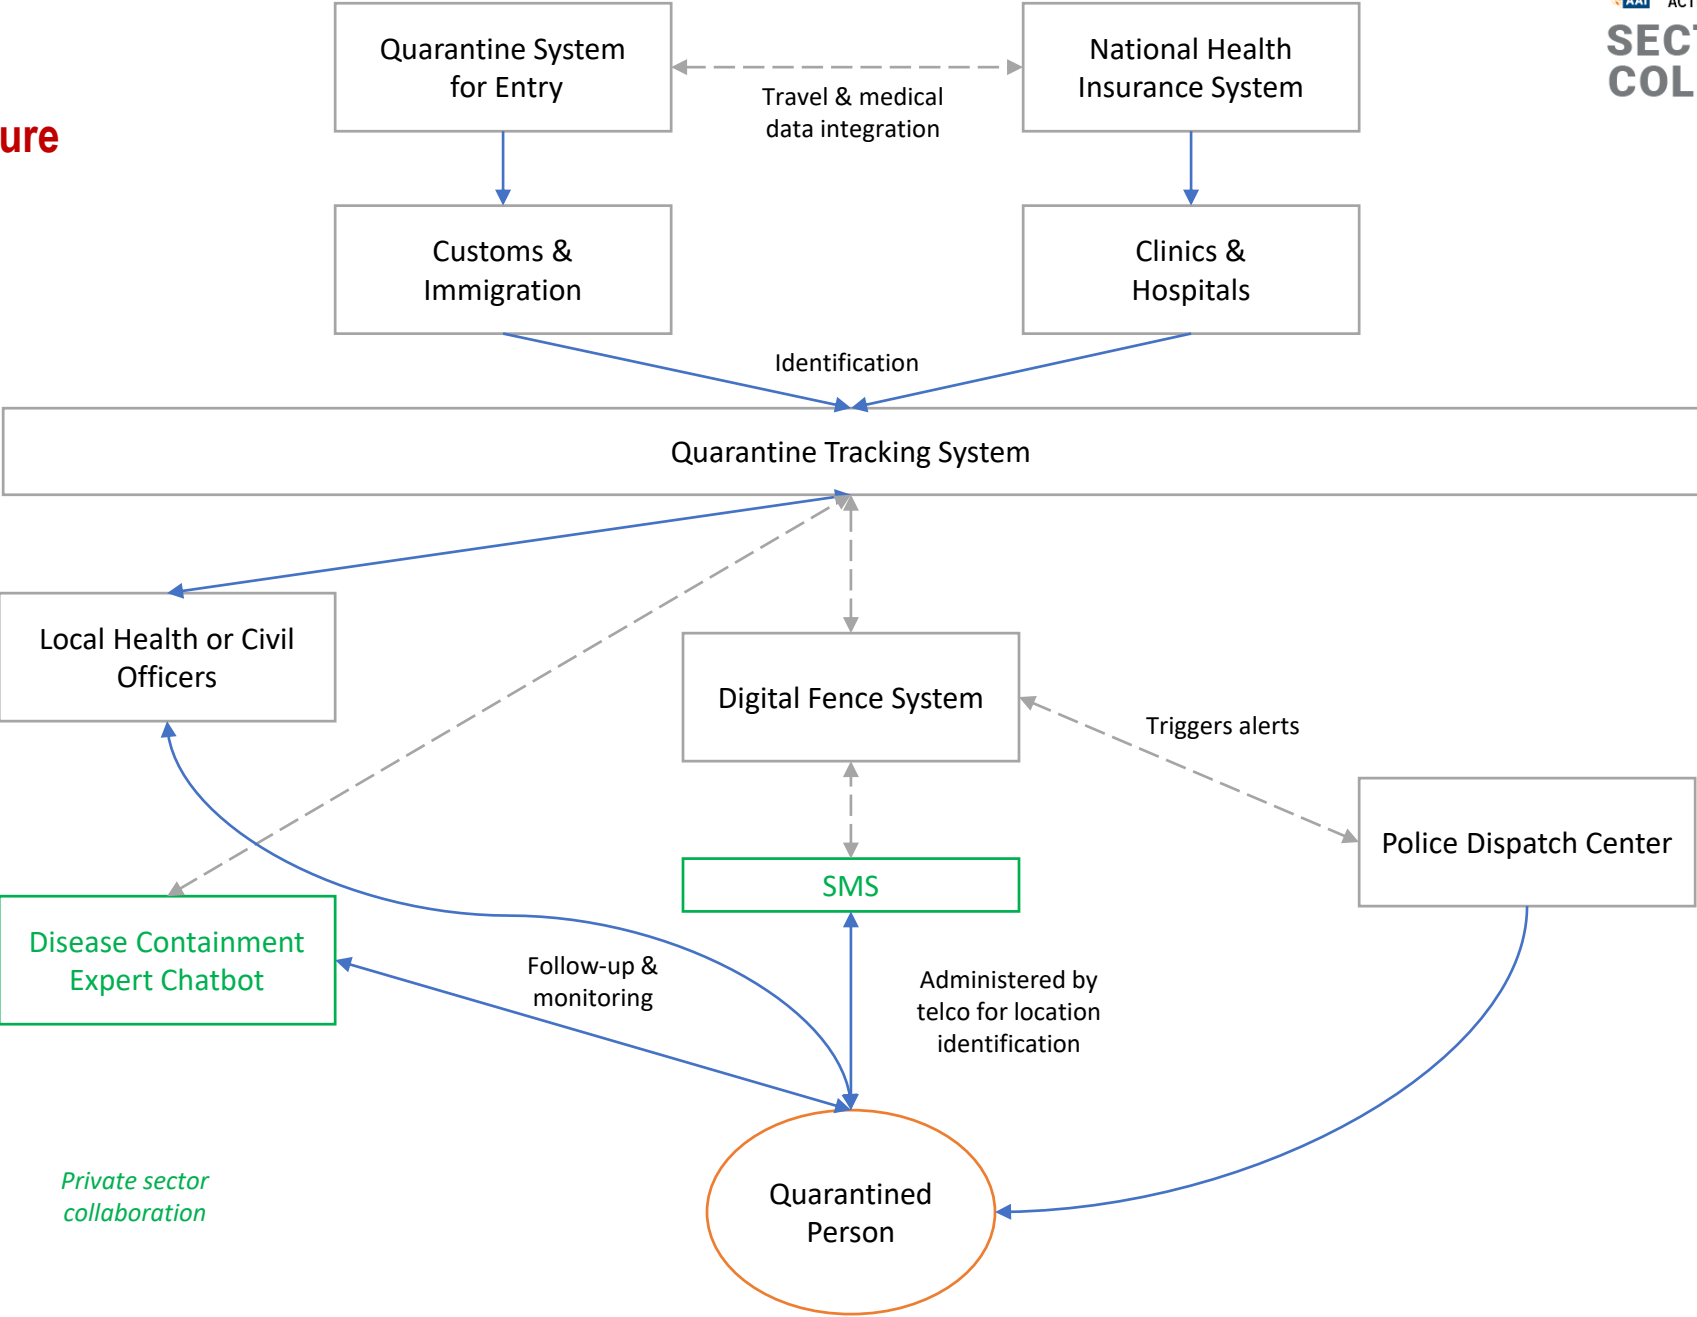 Quarantine System
for Entry
National Health
Insurance System
AAI
SECT
COL
Travel & medical
data integration
ure
Customs &
Immigration
Clinics &
Hospitals
Identification
Quarantine Tracking System
Local Health or Civil
Officers
Digital Fence System
Triggers alerts
Police Dispatch Center
SMS
Disease Containment
Expert Chatbot
Follow-up &
monitoring
Administered by
telco for location
identification
Private sector
collaboration
Quarantined
Person